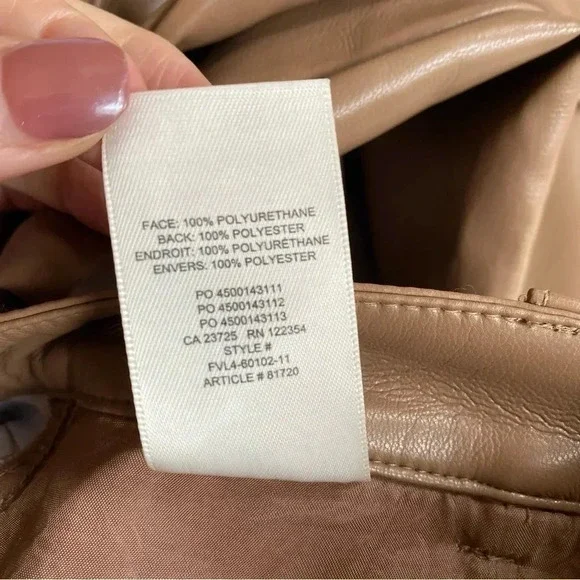 FACE: 100% POLYURETHANE
BACK: 100% POLYESTER
ENDROIT: 100% POLYURÉTHANE
ENVERS: 100% POLYESTER
PO 4500143111
PO 4500143112
PO 4500143113
CA 23725 RN 122354
STYLE #
FVL4-60102-11
ARTICLE # 81720